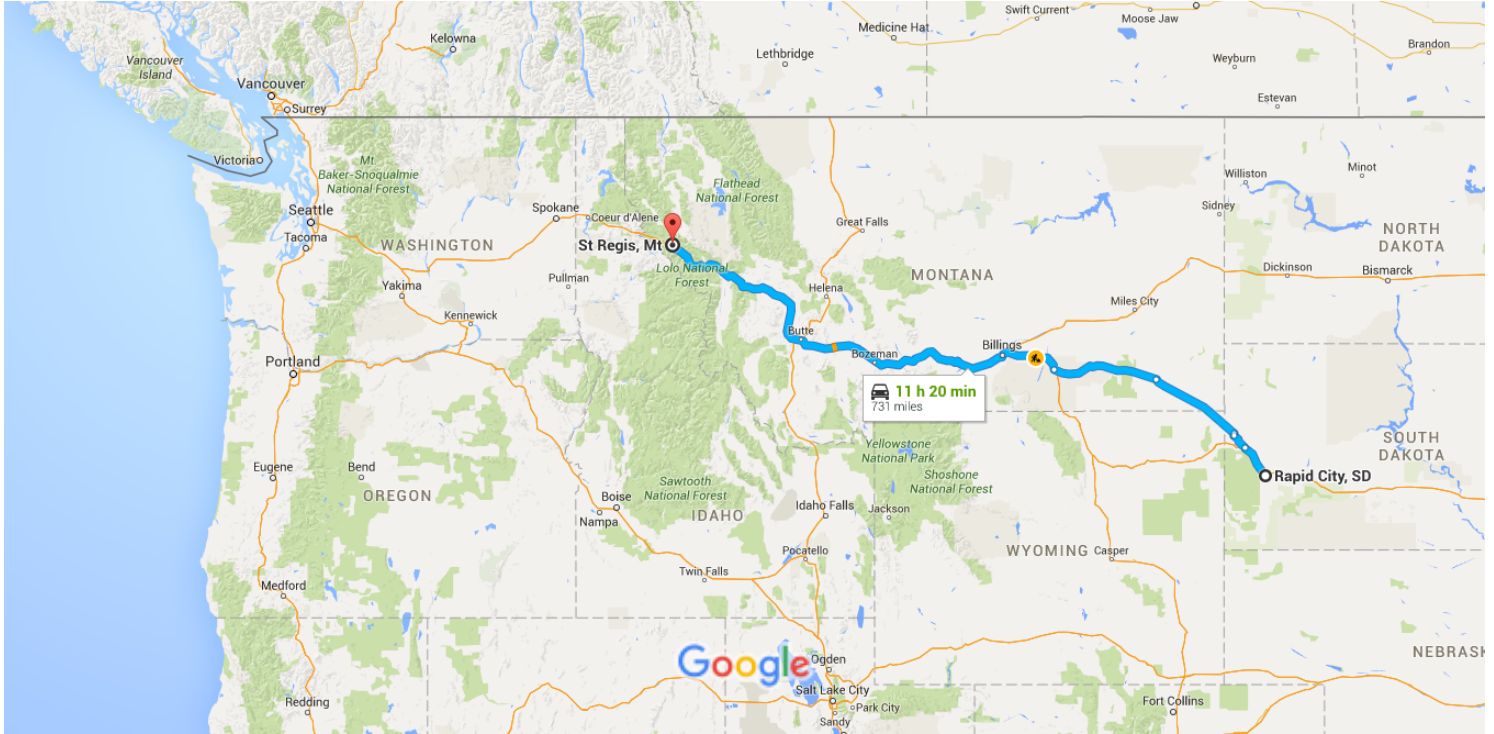 Swift Current
Moose Jaw
Medicine Hat
Kelowna
Brandon
Lethbridge
Vancouver
Island
Weyburn
Vancouver
Surrey
Estevan
Victoria
Mt
Baker-Snoqualmie
National Forest
Minot
Williston
Flathead
National Forest
Seattle
Spokane
Coeur d'Alene
Sidney
Great Falls
Tacoma
WASHINGTON
St Regis, Mt
NORTH
DAKOTA
Lolo National
Forest
MONTANA
Dickinson
Bismarck
Pullman
Yakima
Helena
Miles City
Kennewick
Butte
Billings
Bozeman
Portland
11 h 20 min
731 miles
Yellowstone
National Park
SOUTH
DAKOTA
Eugene
Bend
Shoshone
National Forest
Rapid City, SD
Sawtooth
National Forest
OREGON
Boise
Idaho Falls
Jackson
IDAHO
Nampa
WYOMING
Casper
Pocatello
Twin Falls
Medford
Google
Ogden
NEBRASK
Salt Lake City
Redding
Park City
Fort Collins
Sandy